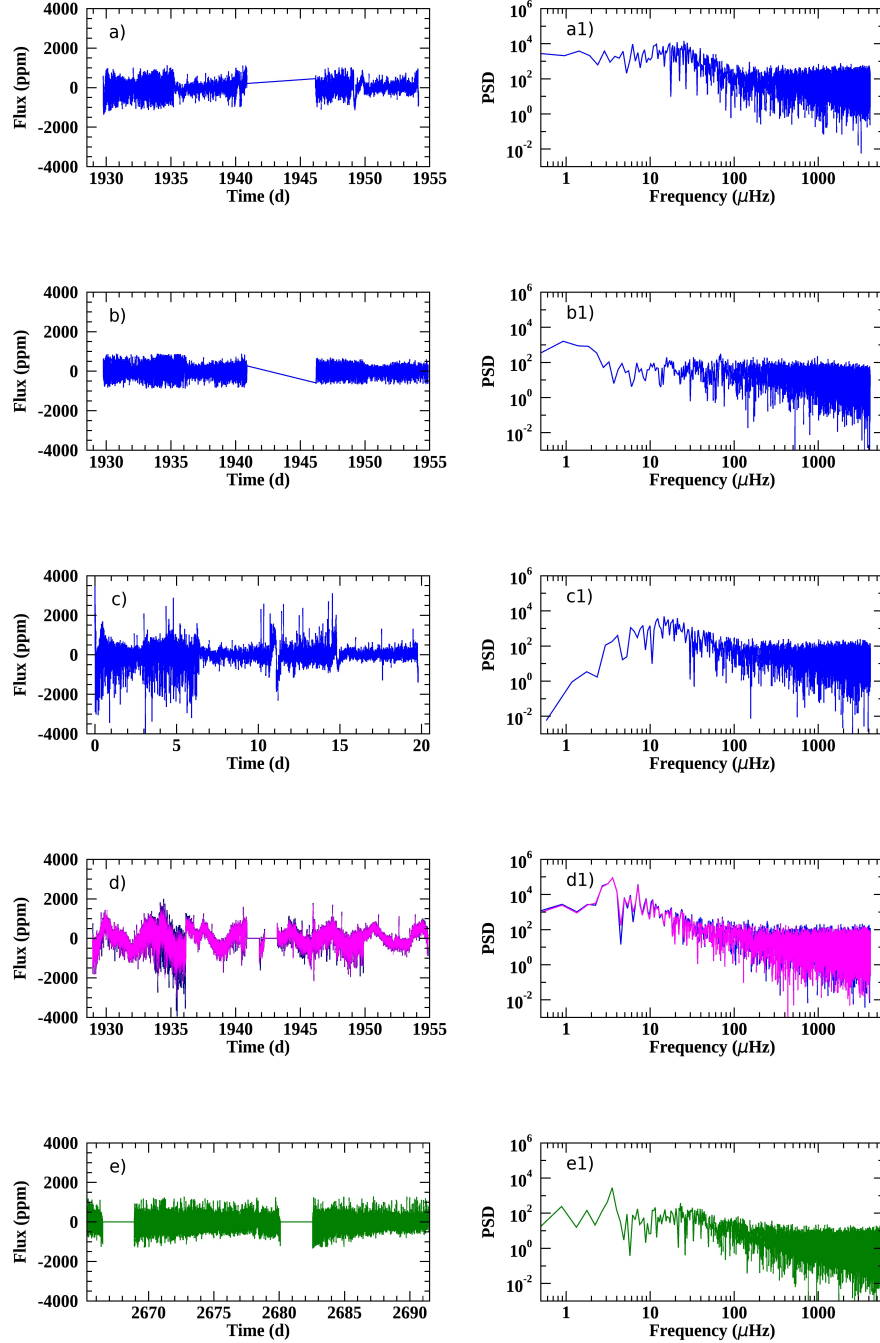 a)
4000
2000
0
-2000
-4000
Flux (ppm)
1930 1935 1940 1945 1950 1955
Time (d)
a1)
10^6
10^4
10^2
10^0
10^-2
PSD
1 10 100 1000
Frequency (μHz)
b)
4000
2000
0
-2000
-4000
Flux (ppm)
1930 1935 1940 1945 1950 1955
Time (d)
b1)
10^6
10^4
10^2
10^0
10^-2
PSD
1 10 100 1000
Frequency (μHz)
c)
4000
2000
0
-2000
-4000
Flux (ppm)
0 5 10 15 20
Time (d)
c1)
10^6
10^4
10^2
10^0
10^-2
PSD
1 10 100 1000
Frequency (μHz)
d)
4000
2000
0
-2000
-4000
Flux (ppm)
1930 1935 1940 1945 1950 1955
Time (d)
d1)
10^6
10^4
10^2
10^0
10^-2
PSD
1 10 100 1000
Frequency (μHz)
e)
4000
2000
0
-2000
-4000
Flux (ppm)
2670 2675 2680 2685 2690
Time (d)
e1)
10^6
10^4
10^2
10^0
10^-2
PSD
1 10 100 1000
Frequency (μHz)